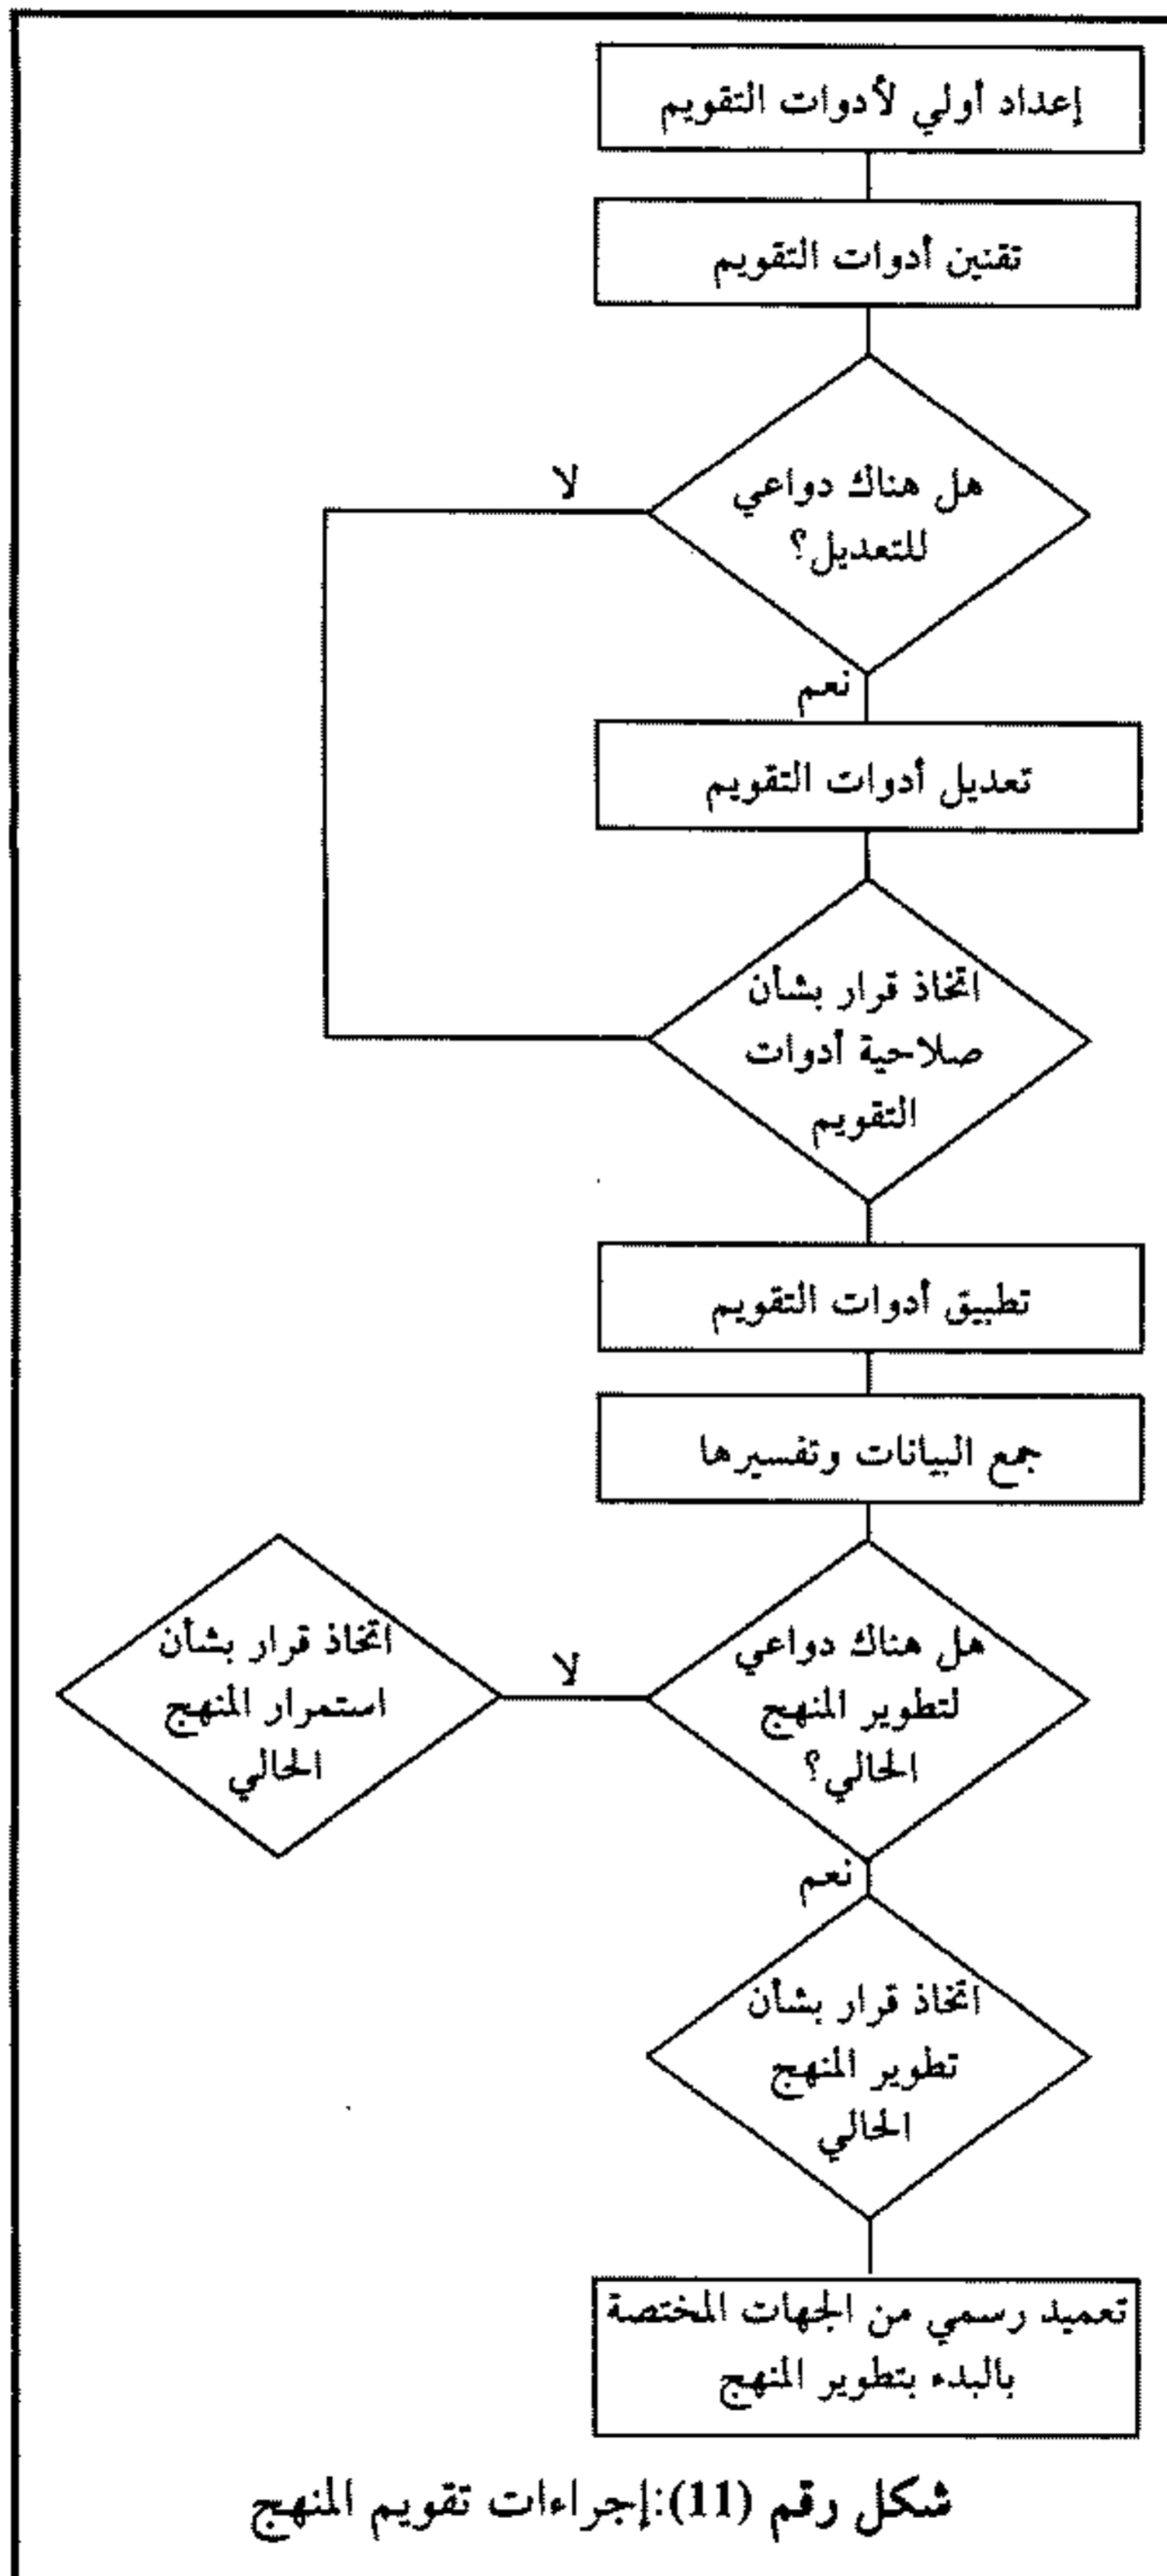 إعداد أولي لأدوات التقويم
تقنين أدوات التقويم
هل هناك دواعي
للتعديل؟
لا
نعم
تعديل أدوات التقويم
اتخاذ قرار بشأن
صلاحية أدوات
التقويم
تطبيق أدوات التقويم
جمع البيانات وتفسيرها
هل هناك دواعي
لتطوير المنهج
الحالي؟
لا
اتخاذ قرار بشأن
استمرار المنهج
الحالي
نعم
اتخاذ قرار بشأن
تطوير المنهج
الحالي
تعميد رسمي من الجهات المختصة
بالبدء بتطوير المنهج
شكل رقم (11):إجراءات تقويم المنهج